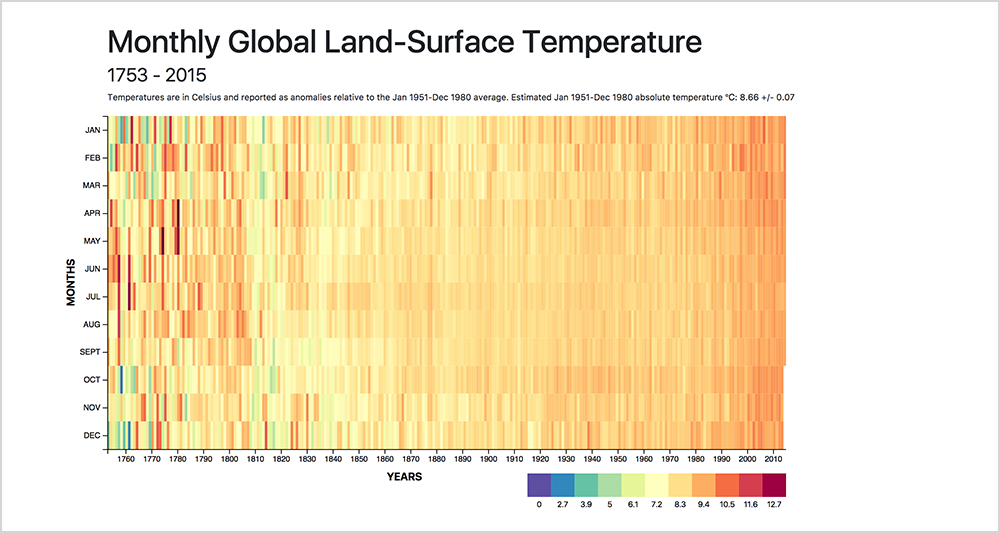 Monthly Global Land-Surface Temperature
1753 - 2015
Temperatures are in Celsius and reported as anomalies relative to the Jan 1951-Dec 1980 average. Estimated Jan 1951-Dec 1980 absolute temperature °C: 8.66 +/- 0.07
JAN
FEB
MAR
APR
MAY
JUN
JUL
AUG
SEPT
OCT
NOV
DEC
MONTHS
1760 1770 1780 1790 1800 1810 1820 1830 1840 1850 1860 1870 1880 1890 1900 1910 1920 1930 1940 1950 1960 1970 1980 1990 2000 2010
YEARS
0 2.7 3.9 5 6.1 7.2 8.3 9.4 10.5 11.6 12.7